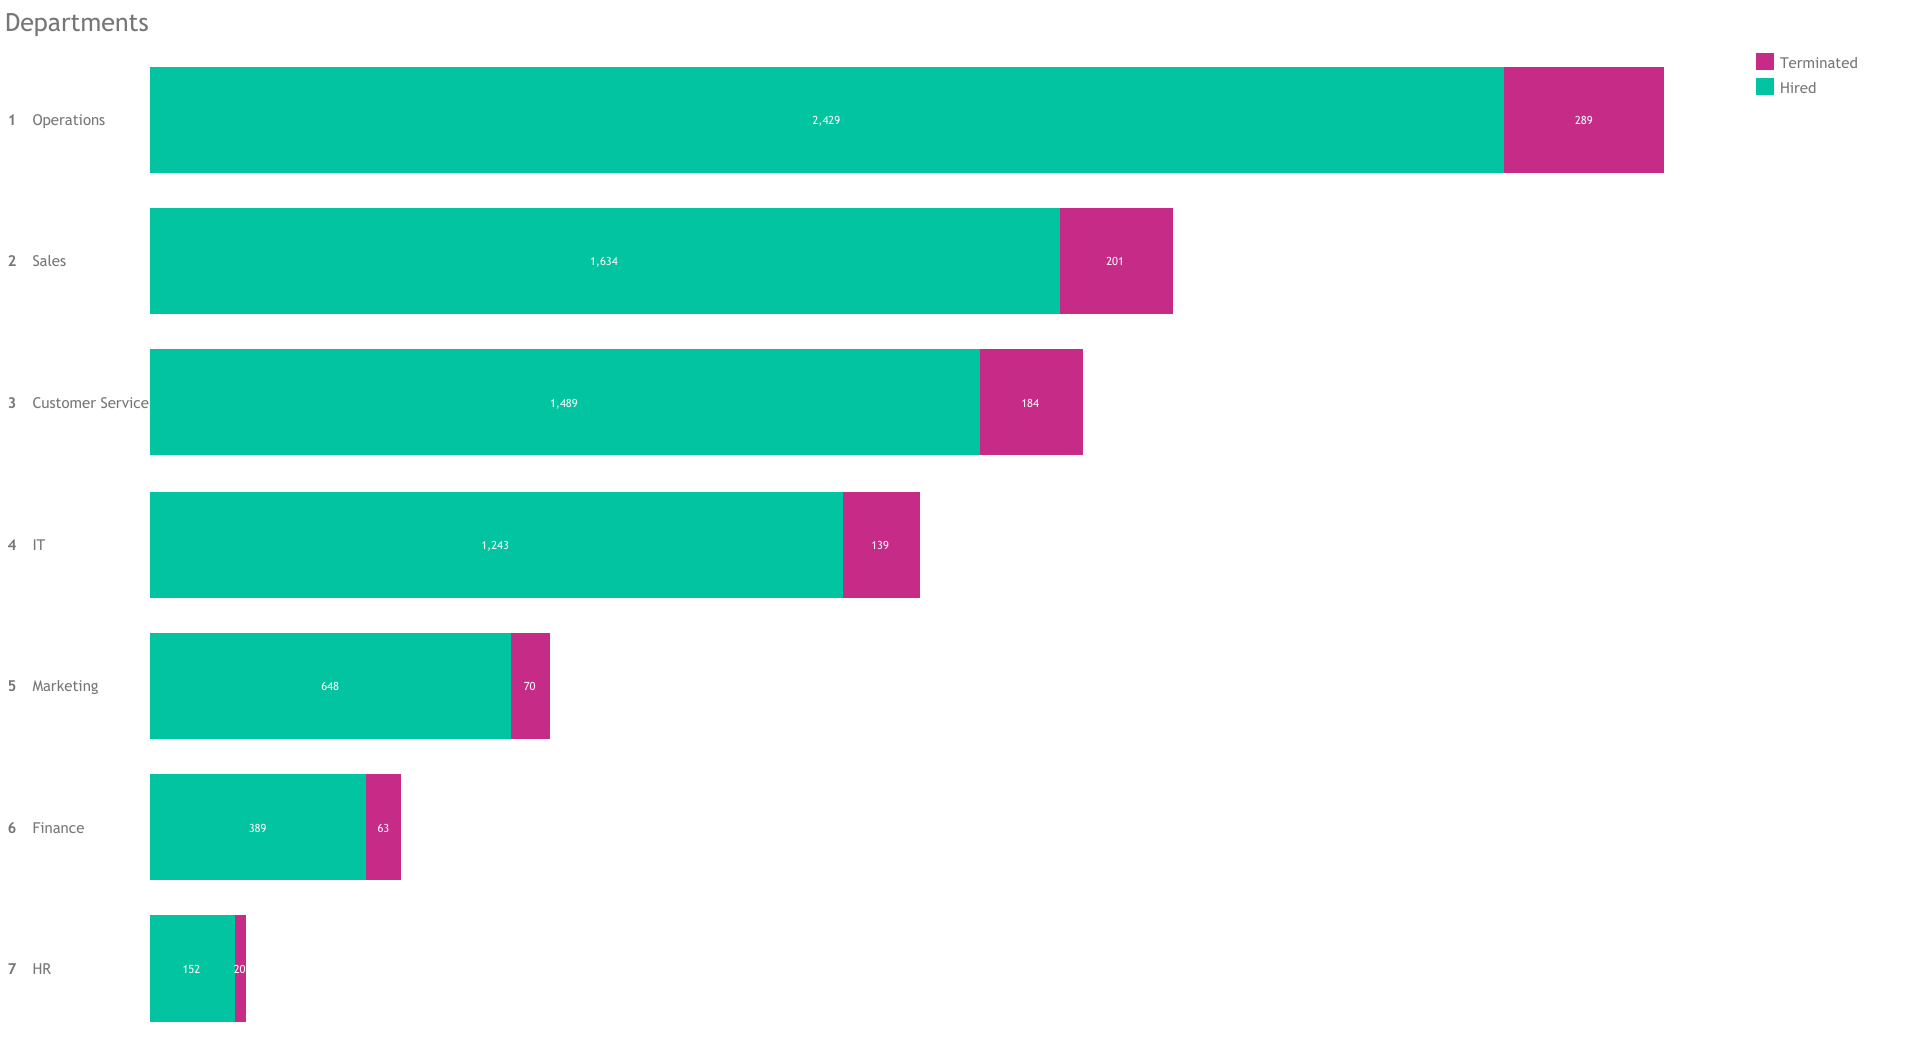 Departments
Terminated
Hired
1 Operations 2,429 289
2 Sales 1,634 201
3 Customer Service 1,489 184
4 IT 1,243 139
5 Marketing 648 70
6 Finance 389 63
7 HR 152 20